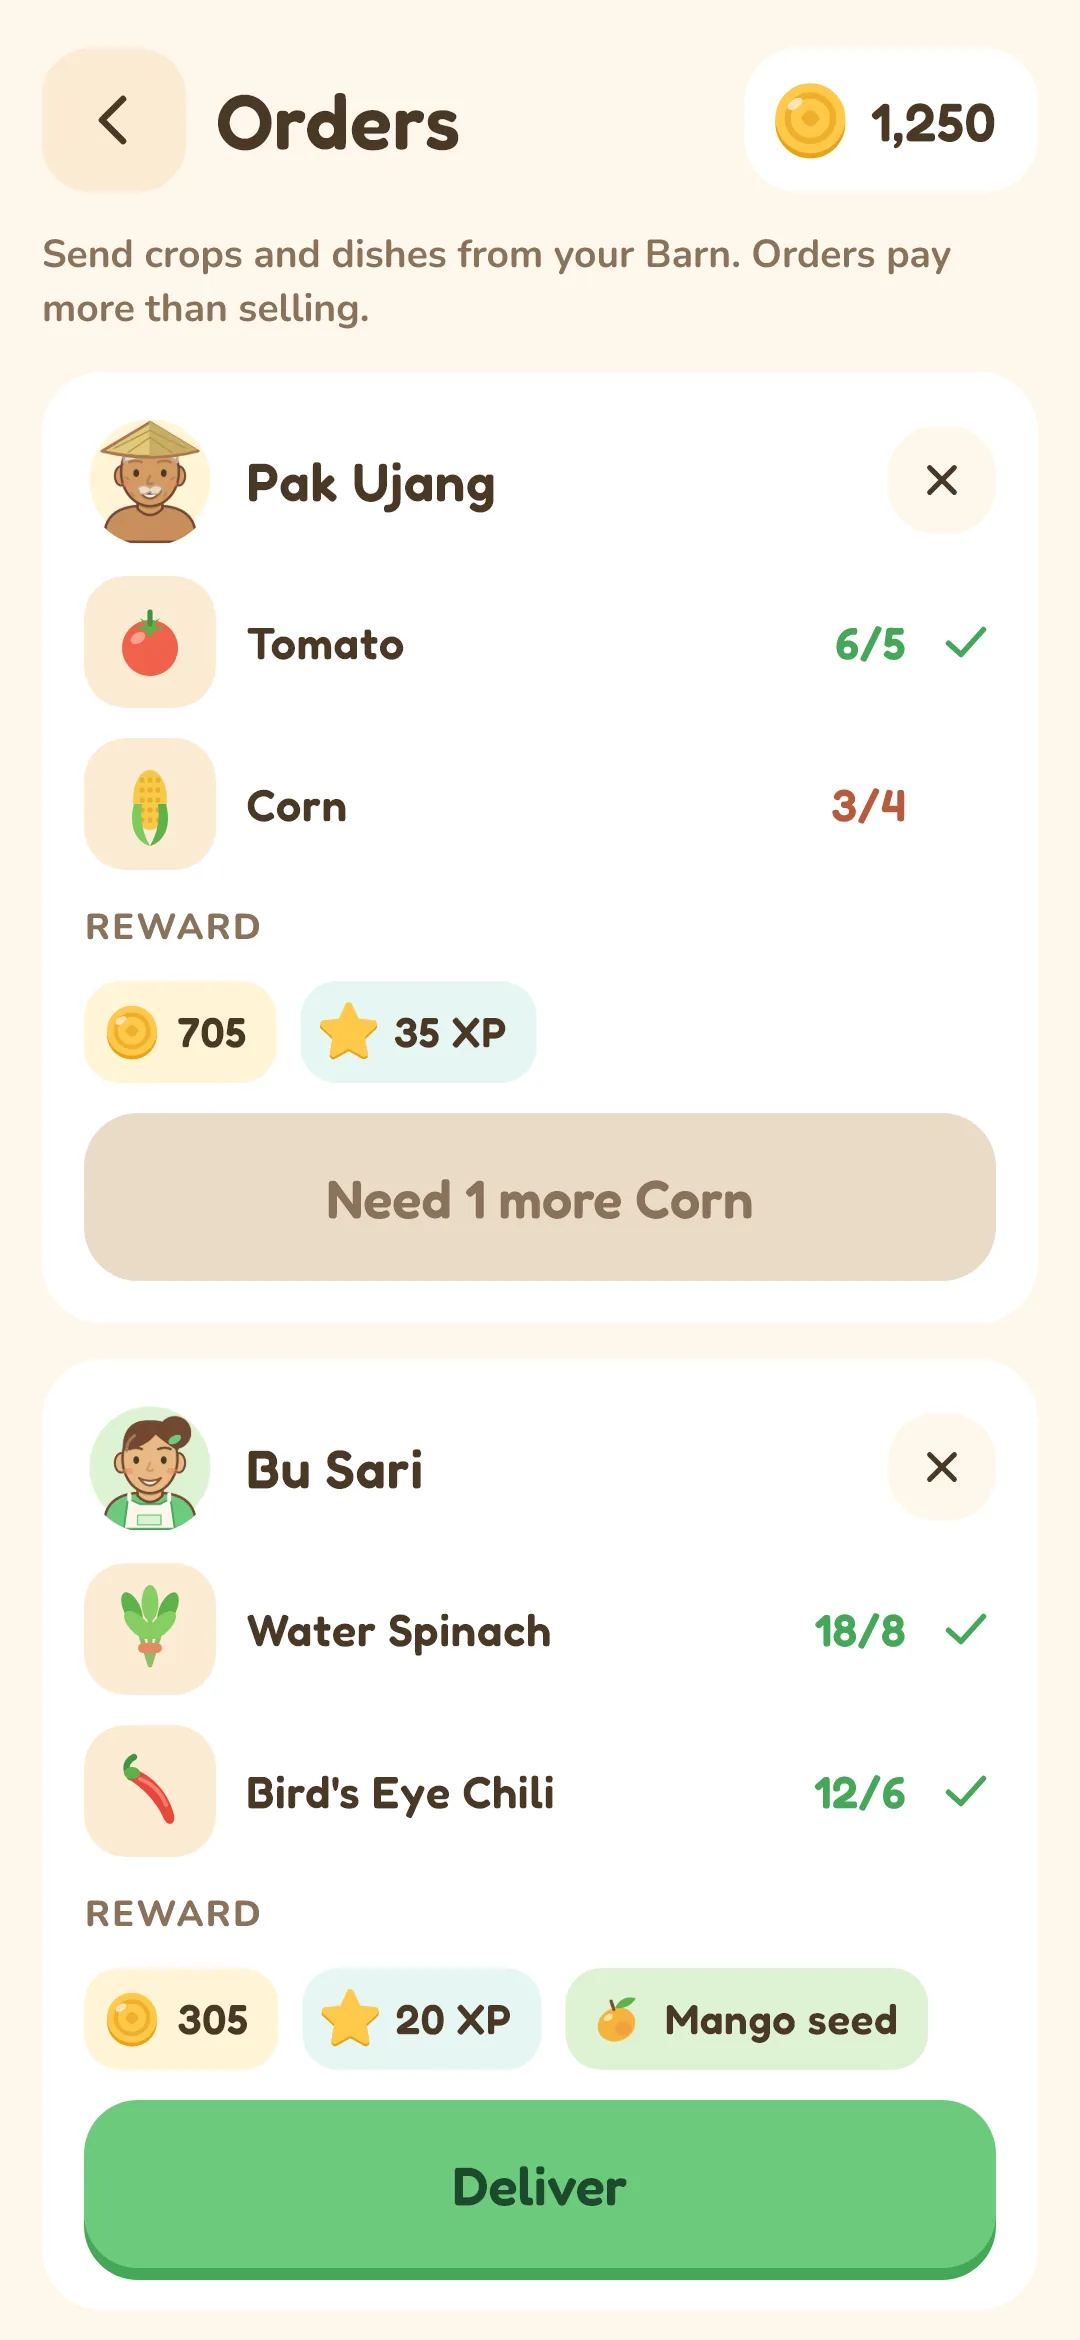 Orders
1,250
Send crops and dishes from your Barn. Orders pay
more than selling.
Pak Ujang
Tomato 6/5
Corn 3/4
REWARD
705 35 XP
Need 1 more Corn
Bu Sari
Water Spinach 18/8
Bird's Eye Chili 12/6
REWARD
305 20 XP Mango seed
Deliver